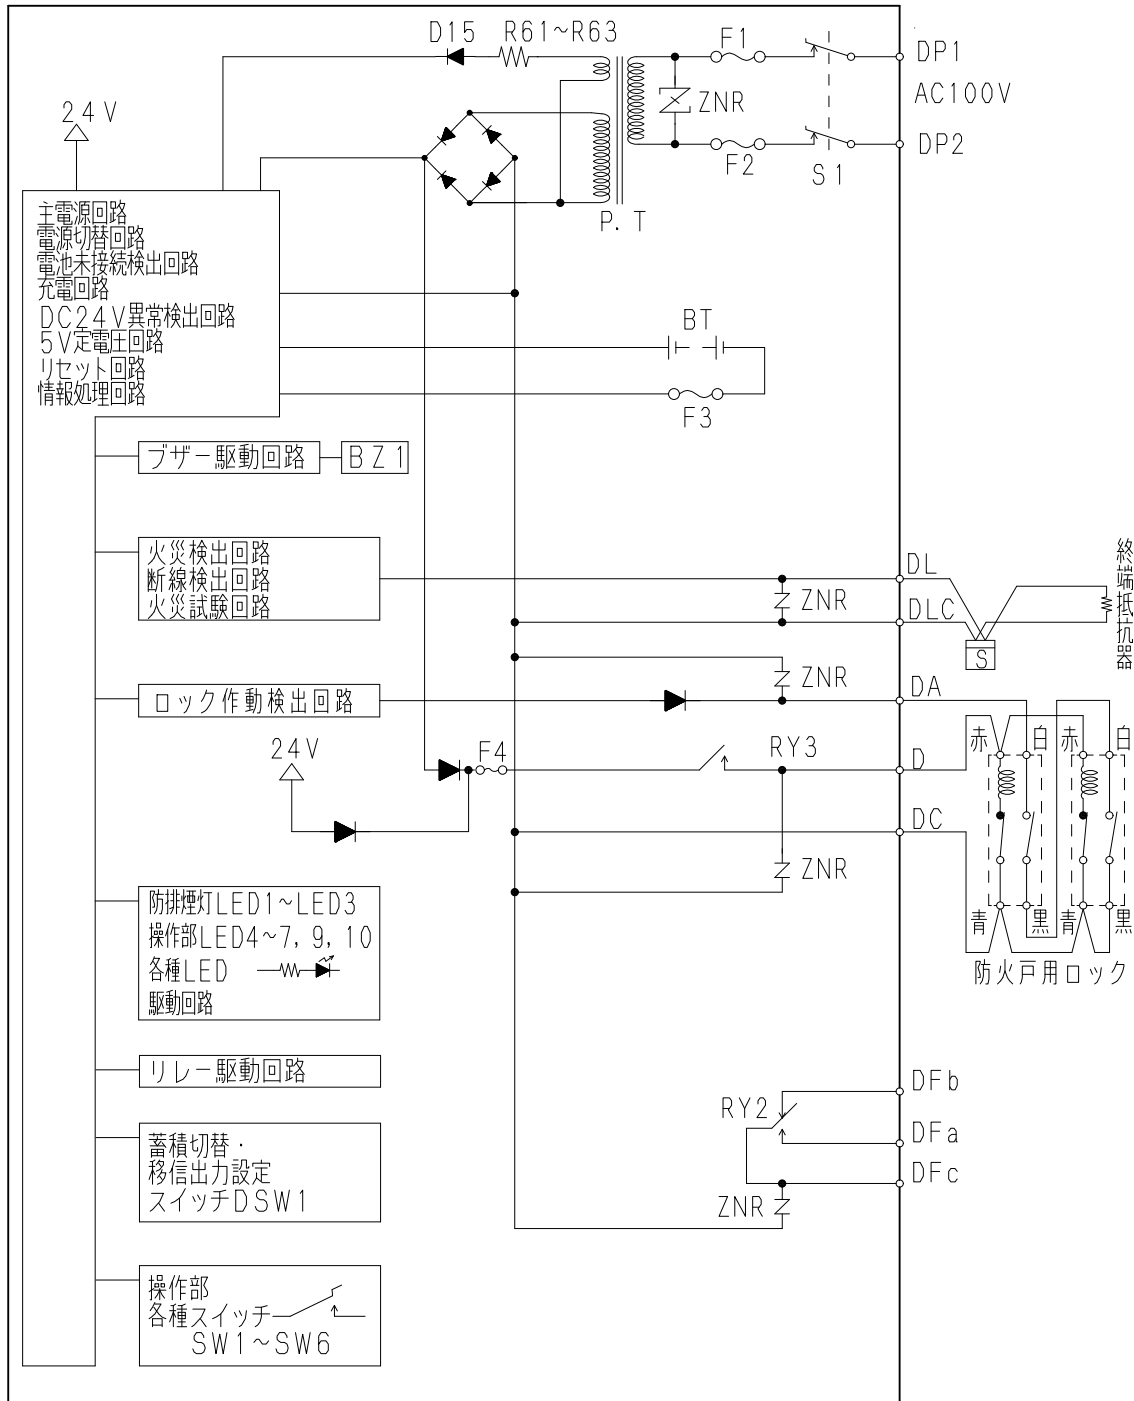 D15 R61～R63
F1
DP1
24V
ZNR
AC100V
F2
S1
DP2
P.T
主電源回路
電源切替回路
電池未接続検出回路
充電回路
DC24V異常検出回路
5V定電圧回路
リセット回路
情報処理回路
BT
F3
ブザー駆動回路
BZ1
火災検出回路
断線検出回路
火災試験回路
DL
ZNR
DLC
S
終端抵抗器
ロック作動検出回路
ZNR
DA
24V
F4
RY3
D
赤 白 赤 白
DC
ZNR
青 黒 青 黒
防火戸用ロック
防排煙灯LED1～LED3
操作部LED4～7, 9, 10
各種LED
駆動回路
リレー駆動回路
RY2
DFb
DFa
DFc
ZNR
蓄積切替・
移信出力設定
スイッチDSW1
操作部
各種スイッチ
SW1～SW6